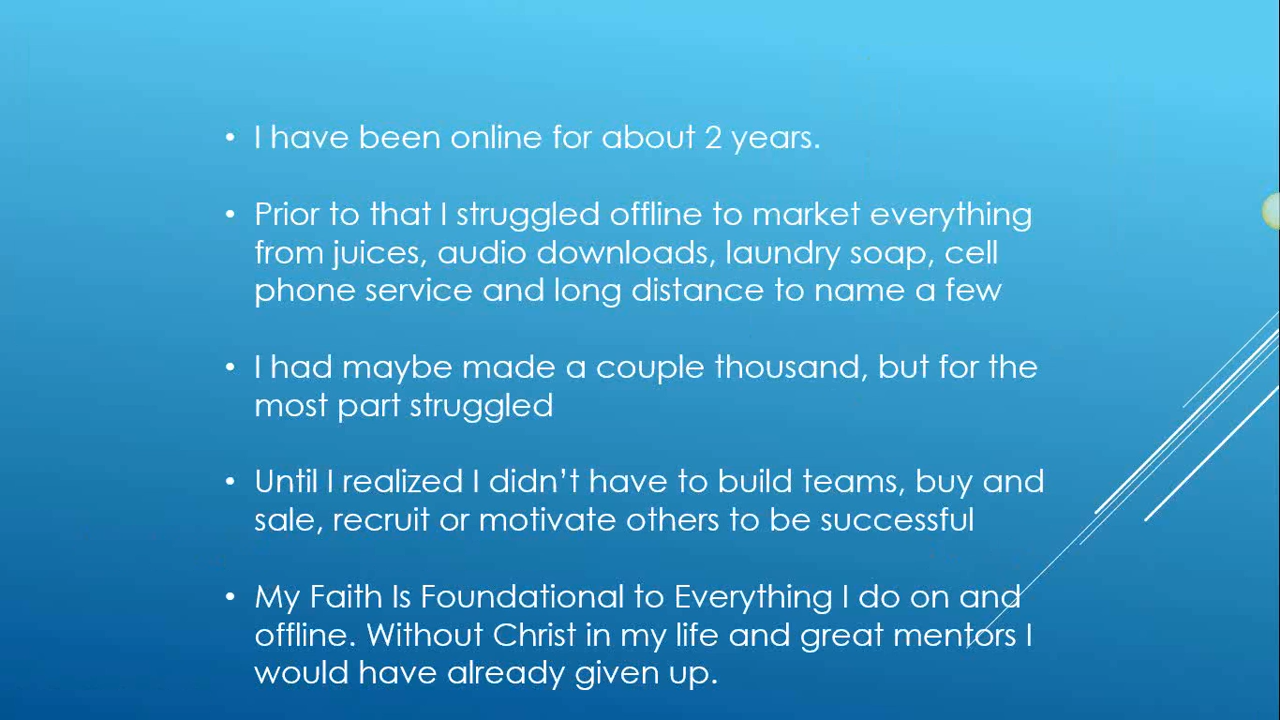 • I have been online for about 2 years.
• Prior to that I struggled offline to market everything
from juices, audio downloads, laundry soap, cell
phone service and long distance to name a few
• I had maybe made a couple thousand, but for the
most part struggled
• Until I realized I didn’t have to build teams, buy and
sale, recruit or motivate others to be successful
• My Faith Is Foundational to Everything I do on and
offline. Without Christ in my life and great mentors I
would have already given up.